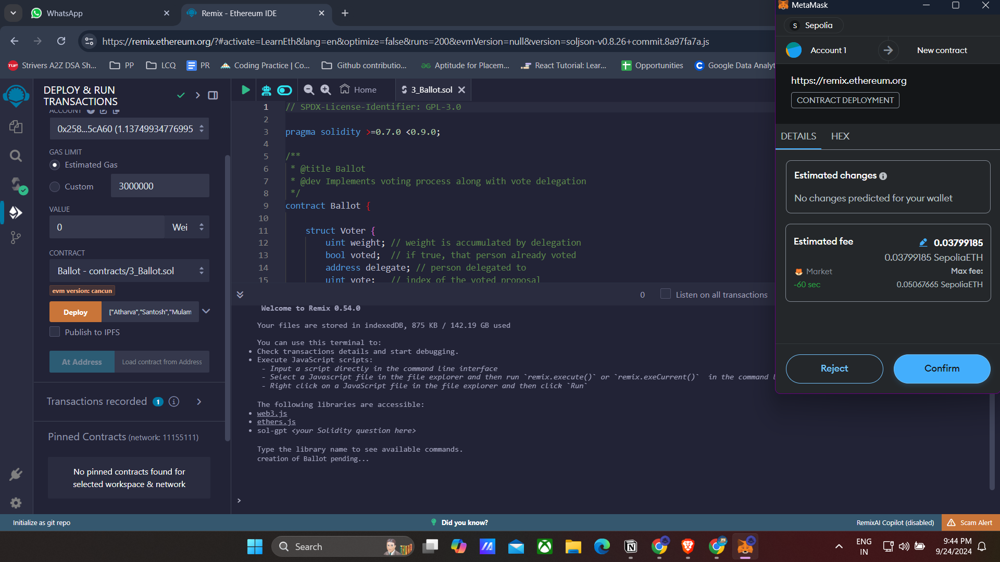 WhatsApp
Remix - Ethereum IDE
https://remix.ethereum.org/?#activate=LearnEth&lang=en&optimize=false&runs=200&evmVersion=null&version=soljson-v0.8.26+commit.8a97fa7a.js
TUF Strivers A2Z DSA Sh... PP LCQ PR Coding Practice | Co... Github contributio... Aptitude for Placem... React Tutorial: Lear... Opportunities Google Data Analyt
DEPLOY & RUN
TRANSACTIONS
ACCOUNT
0x258...5cA60 (1.13749934776995
GAS LIMIT
Estimated Gas
Custom 3000000
VALUE
0 Wei
CONTRACT
Ballot - contracts/3_Ballot.sol
evm version: cancun
Deploy ["Atharva","Santosh","Mulam
Publish to IPFS
At Address Load contract from Address
Transactions recorded 1
Pinned Contracts (network: 11155111)
No pinned contracts found for
selected workspace & network
Home 3_Ballot.sol
1 // SPDX-License-Identifier: GPL-3.0
2
3 pragma solidity >=0.7.0 <0.9.0;
4
5 /**
6 * @title Ballot
7 * @dev Implements voting process along with vote delegation
8 */
9 contract Ballot {
10
11 struct Voter {
12 uint weight; // weight is accumulated by delegation
13 bool voted; // if true, that person already voted
14 address delegate; // person delegated to
15 uint vote; // index of the voted proposal
0 Listen on all transactions
Welcome to Remix 0.54.0
Your files are stored in indexedDB, 875 KB / 142.19 GB used
You can use this terminal to:
• Check transactions details and start debugging.
• Execute JavaScript scripts:
- Input a script directly in the command line interface
- Select a Javascript file in the file explorer and then run `remix.execute()` or `remix.exeCurrent()` in the command l
- Right click on a JavaScript file in the file explorer and then click `Run`
The following libraries are accessible:
• web3.js
• ethers.js
• sol-gpt <your Solidity question here>
Type the library name to see available commands.
creation of Ballot pending...
>
MetaMask
S Sepolia
Account 1 New contract
https://remix.ethereum.org
CONTRACT DEPLOYMENT
DETAILS HEX
Estimated changes
No changes predicted for your wallet
Estimated fee 0.03799185
0.03799185 SepoliaETH
Market Max fee:
~60 sec 0.05067665 SepoliaETH
Reject Confirm
Initialize as git repo Did you know? RemixAI Copilot (disabled) Scam Alert
Search
ENG
IN
9:44 PM
9/24/2024